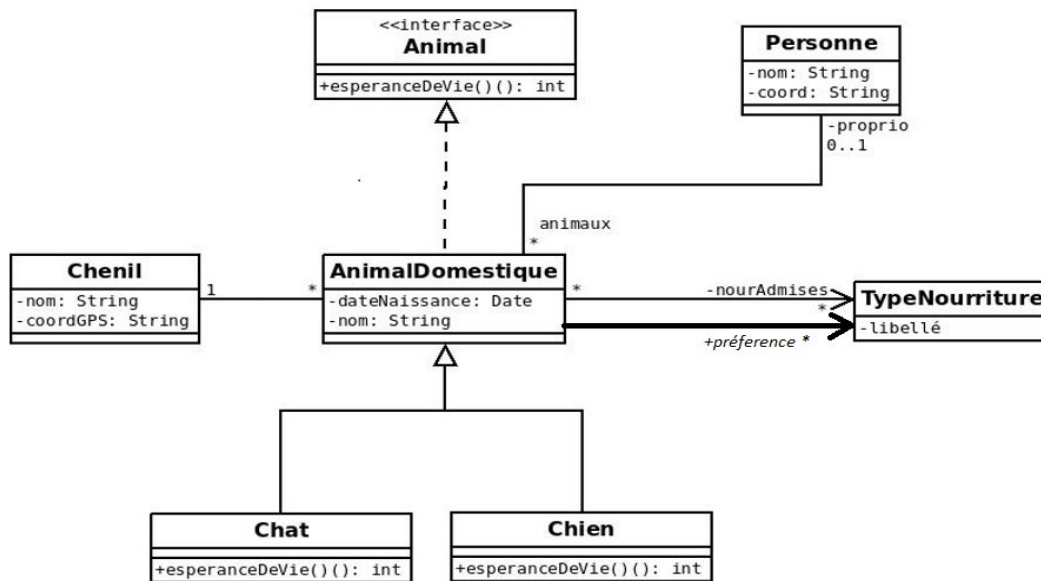 <<interface>>
Animal
+esperanceDeVie()(): int
Personne
-nom: String
-coord: String
-proprio
0..1
animaux
*
Chenil
-nom: String
-coordGPS: String
1
*
AnimalDomestique
-dateNaissance: Date
-nom: String
*
-nourAdmises
*
+préference *
TypeNourriture
-libellé
Chat
+esperanceDeVie()(): int
Chien
+esperanceDeVie()(): int